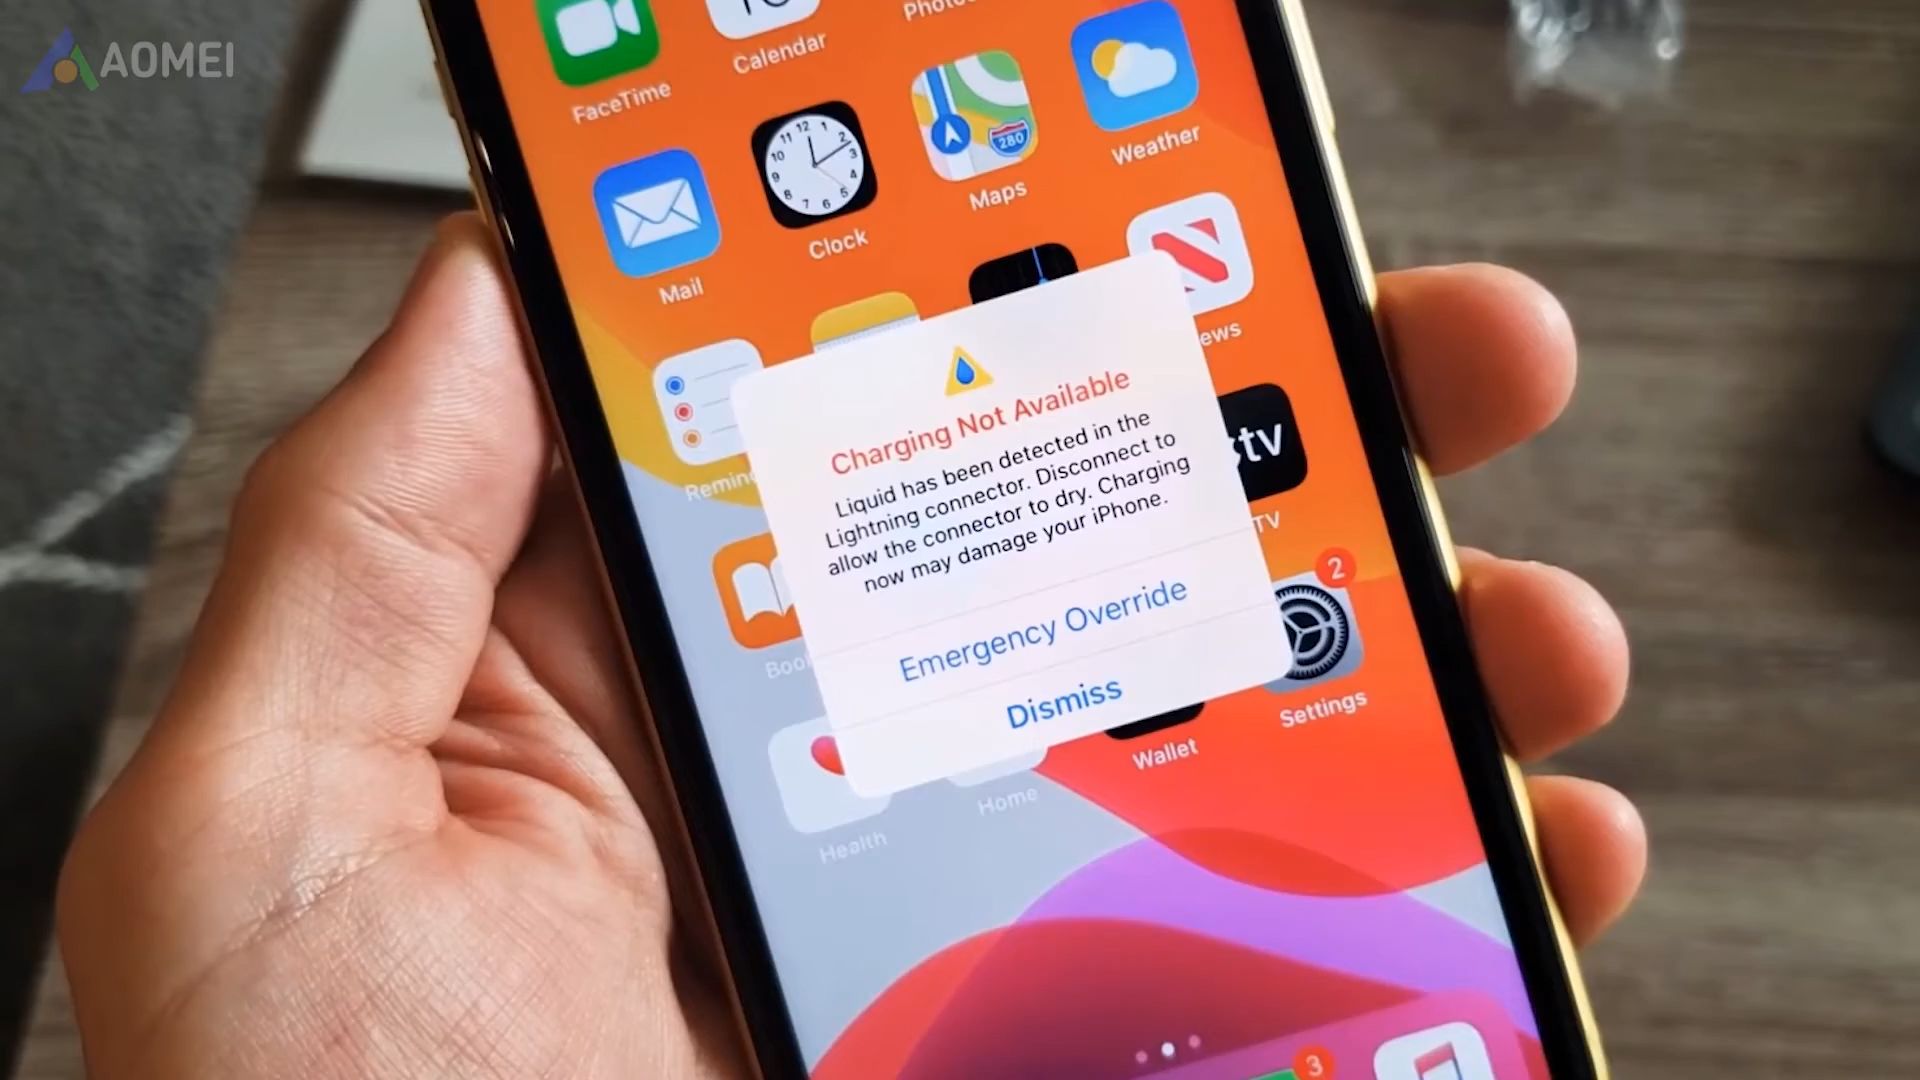 AOMEI
FaceTime
Calendar
Mail
Clock
Maps
280
Weather
Charging Not Available
Liquid has been detected in the
Lightning connector. Disconnect to
allow the connector to dry. Charging
now may damage your iPhone.
Emergency Override
Dismiss
tv
TV
2
Settings
Wallet
Home
Health
3